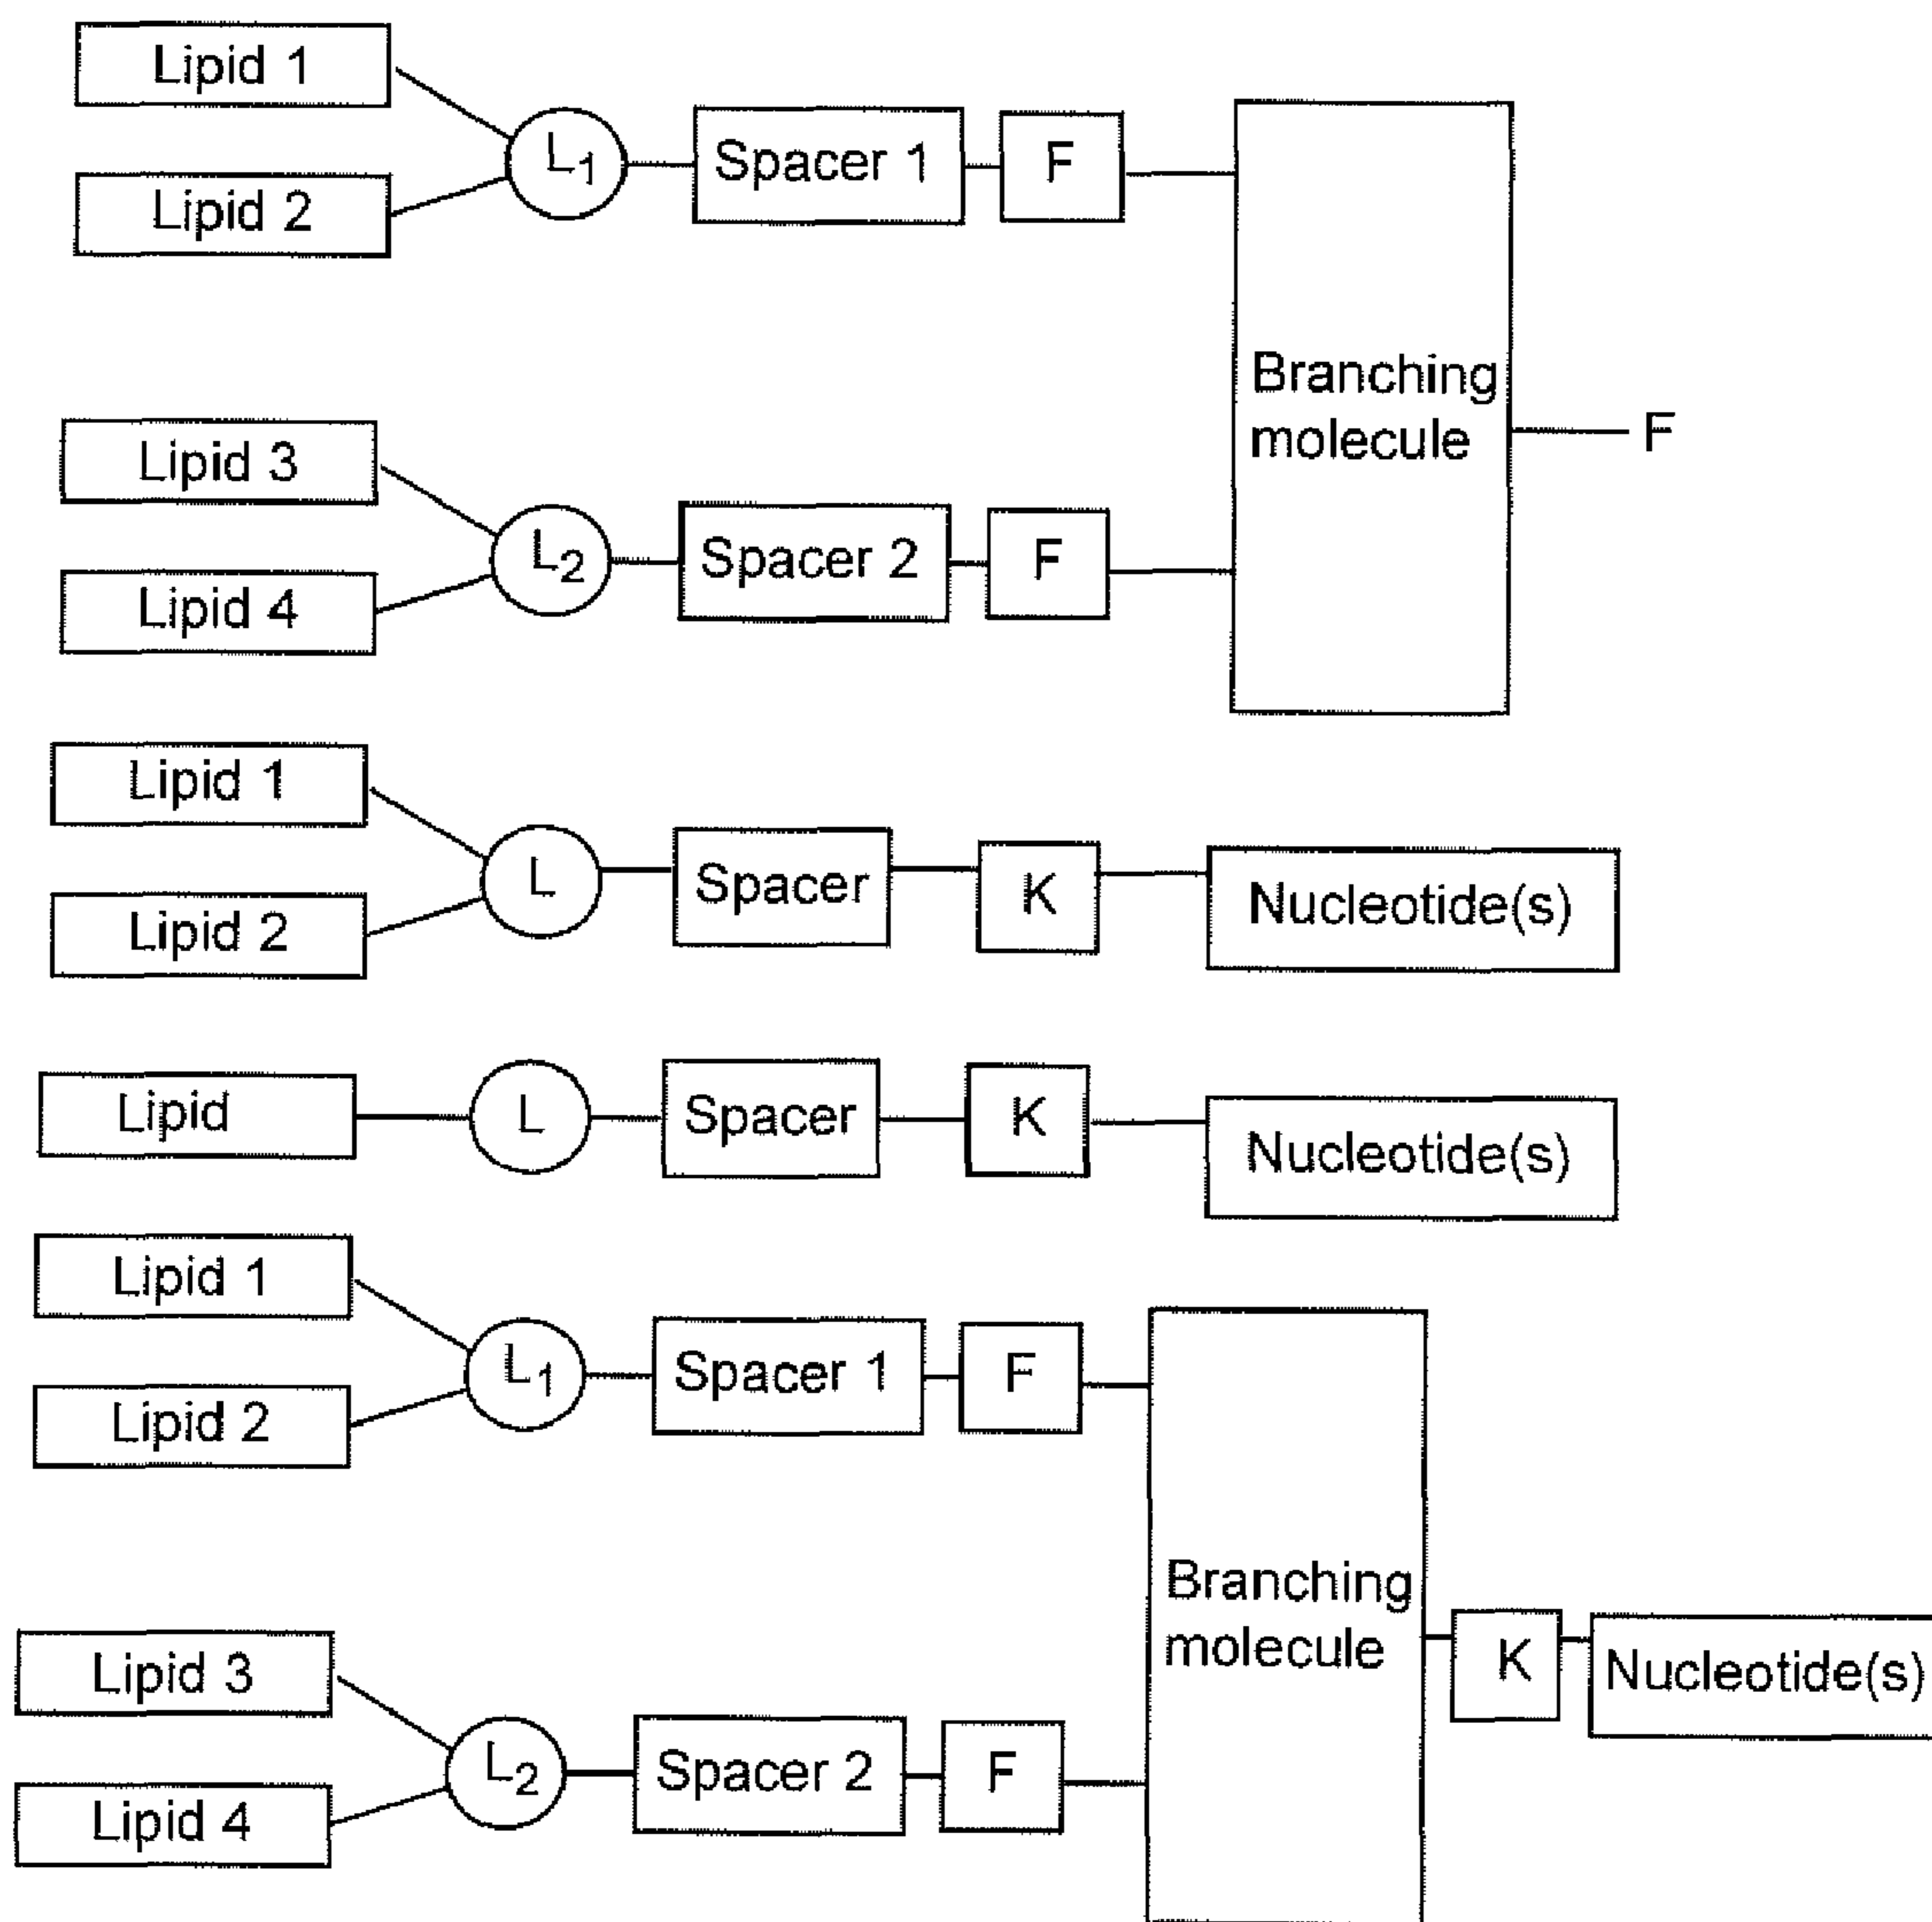 Lipid 1
L1
Spacer 1
F
Lipid 2
Branching
molecule
F
Lipid 3
L2
Spacer 2
F
Lipid 4
Lipid 1
L
Spacer
K
Nucleotide(s)
Lipid 2
Lipid
L
Spacer
K
Nucleotide(s)
Lipid 1
L1
Spacer 1
F
Lipid 2
Branching
molecule
K
Nucleotide(s)
Lipid 3
L2
Spacer 2
F
Lipid 4